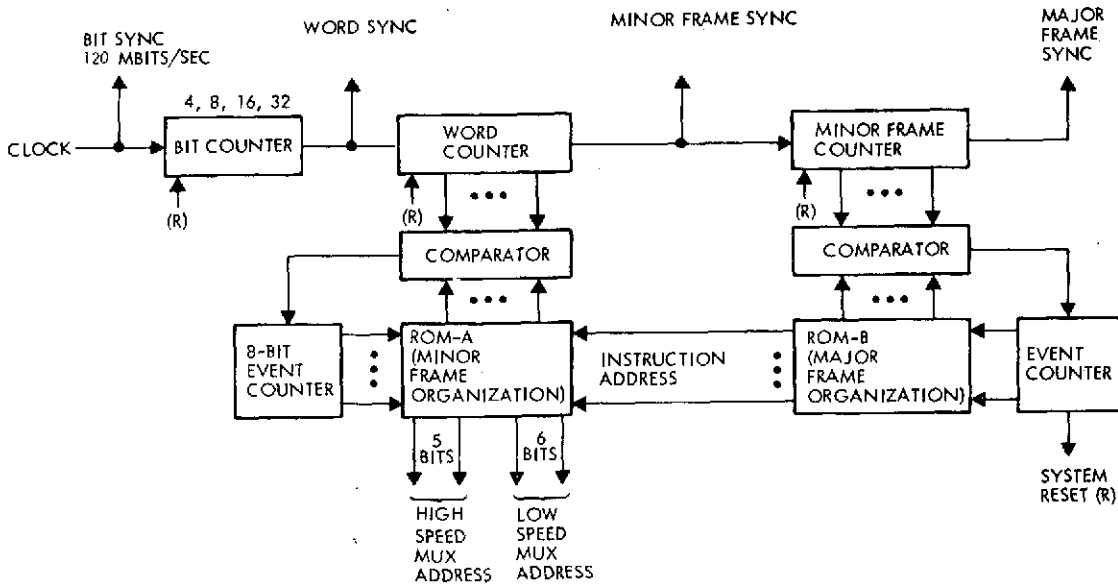 BIT SYNC
120 MBITS/SEC
WORD SYNC
MINOR FRAME SYNC
MAJOR
FRAME
SYNC
4, 8, 16, 32
CLOCK
BIT COUNTER
WORD
COUNTER
MINOR FRAME
COUNTER
(R)
(R)
(R)
COMPARATOR
COMPARATOR
8-BIT
EVENT
COUNTER
ROM-A
(MINOR
FRAME
ORGANIZATION)
INSTRUCTION
ADDRESS
ROM-B
(MAJOR
FRAME
ORGANIZATION)
EVENT
COUNTER
5
BITS
6
BITS
HIGH
SPEED
MUX
ADDRESS
LOW
SPEED
MUX
ADDRESS
SYSTEM
RESET (R)